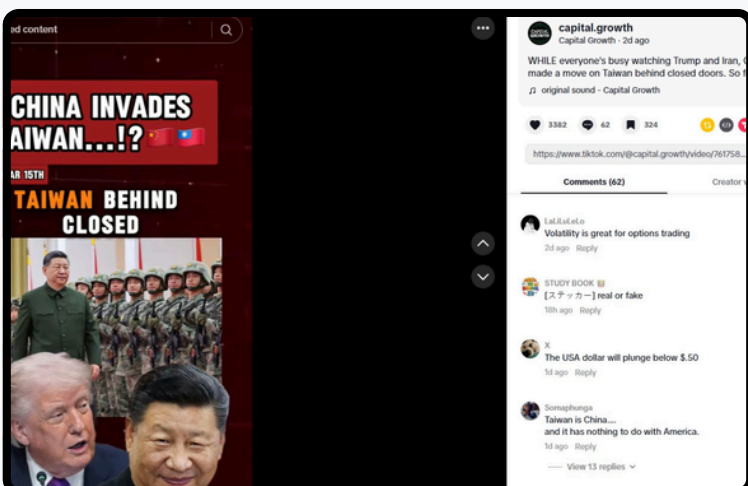 ed content
CHINA INVADES
AIWAN...!? 🇨🇳 🇹🇼
AR 15TH
TAIWAN BEHIND
CLOSED
capital.growth
Capital Growth · 2d ago
WHILE everyone's busy watching Trump and Iran,
made a move on Taiwan behind closed doors. So f
♫ original sound - Capital Growth
3382
62
324
https://www.tiktok.com/@capital.growth/video/761758...
Comments (62)
Creator
LaLiLuLeLo
Volatility is great for options trading
2d ago Reply
STUDY BOOK
[ステッカー] real or fake
18h ago Reply
X
The USA dollar will plunge below $.50
1d ago Reply
Somaphunga
Taiwan is China....
and it has nothing to do with America.
1d ago Reply
View 13 replies